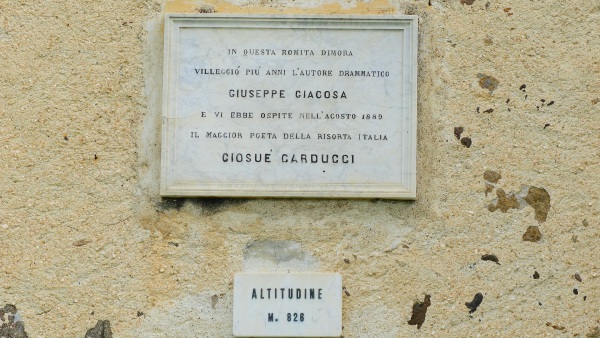 IN QUESTA ROMITA DIMORA
VILLEGGIÒ PIÙ ANNI L'AUTORE DRAMMATICO
GIUSEPPE GIACOSA
E VI EBBE OSPITE NELL'AGOSTO 1889
IL MAGGIOR POETA DELLA RISORTA ITALIA
GIOSUÈ CARDUCCI
ALTITUDINE
M. 826